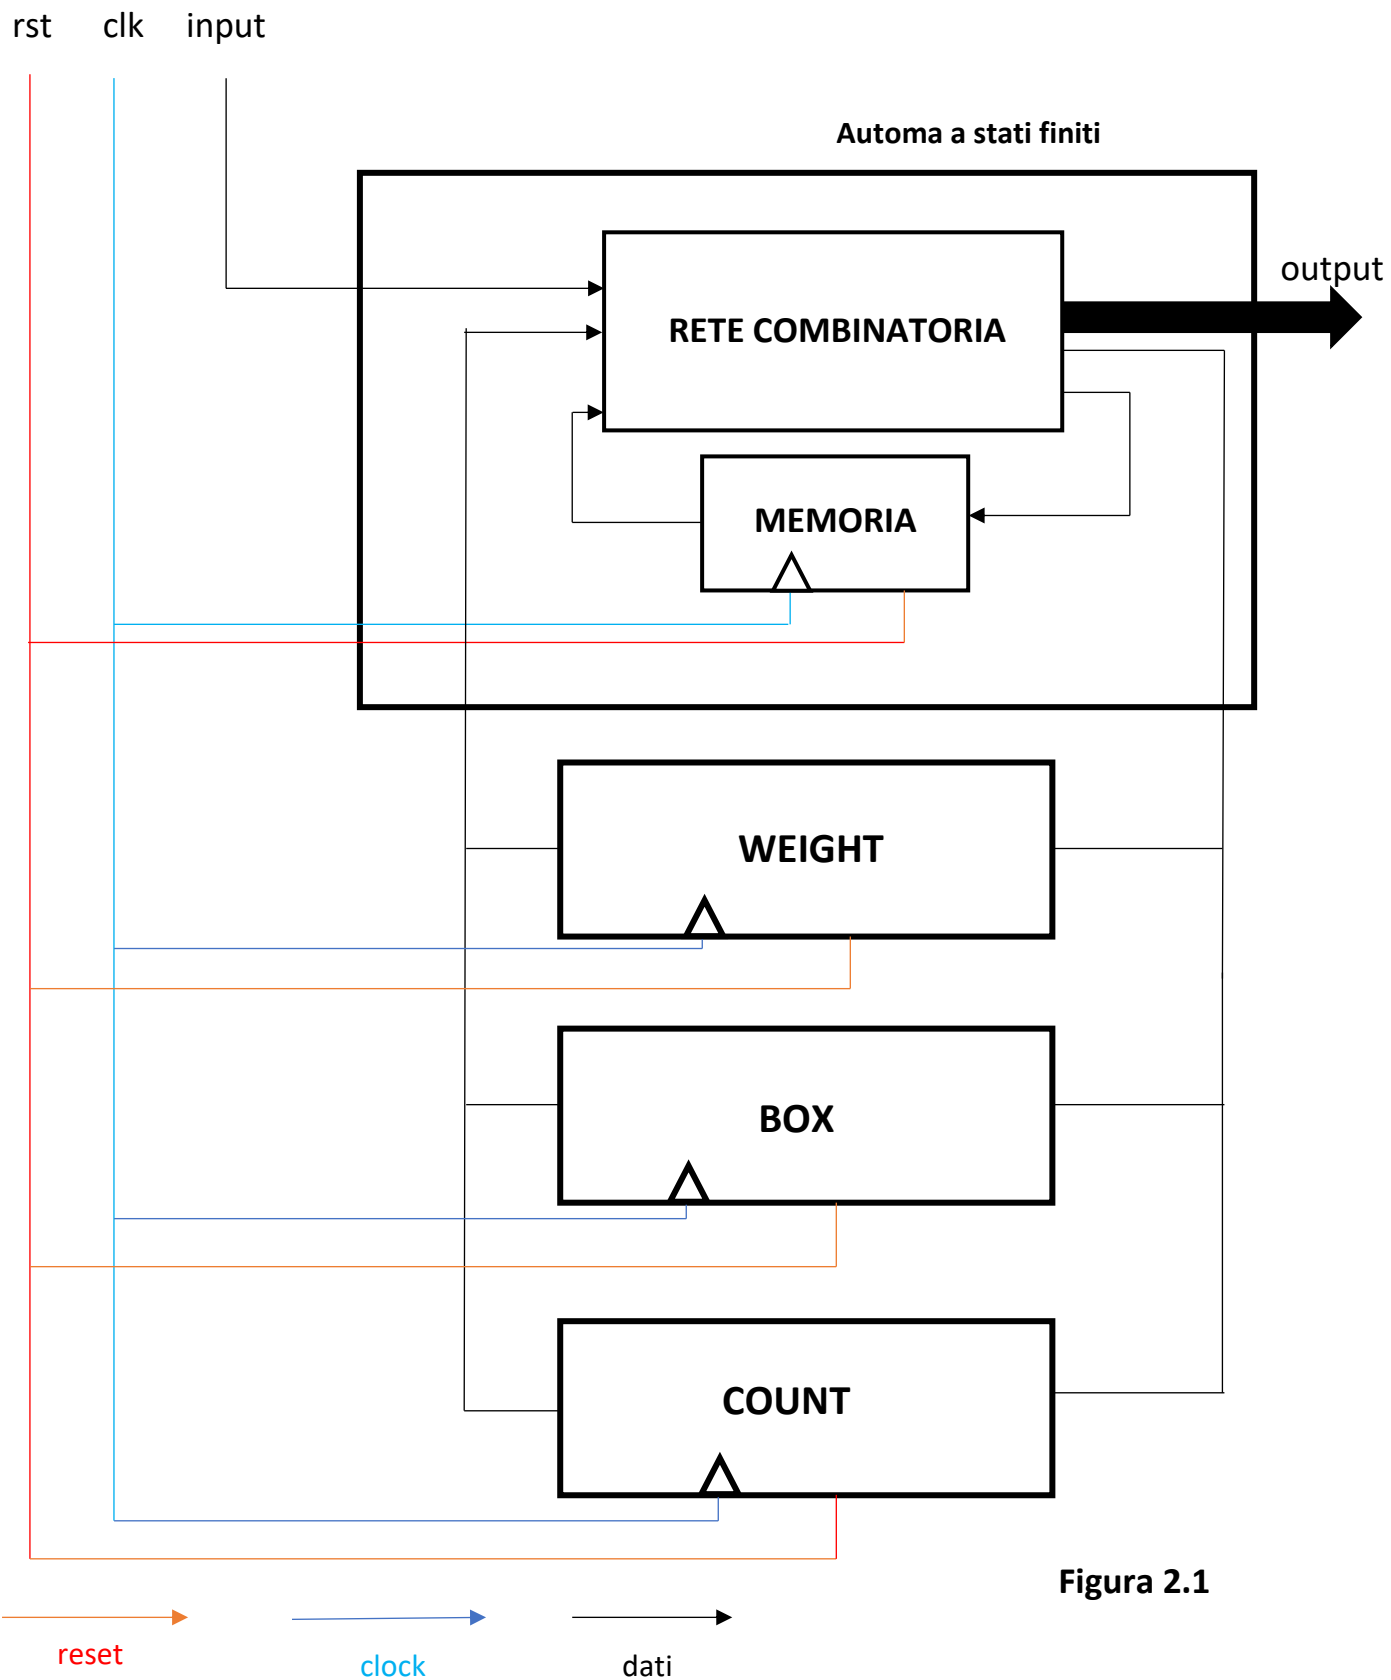 rst clk input
Automa a stati finiti
output
RETE COMBINATORIA
MEMORIA
WEIGHT
BOX
COUNT
Figura 2.1
reset clock dati